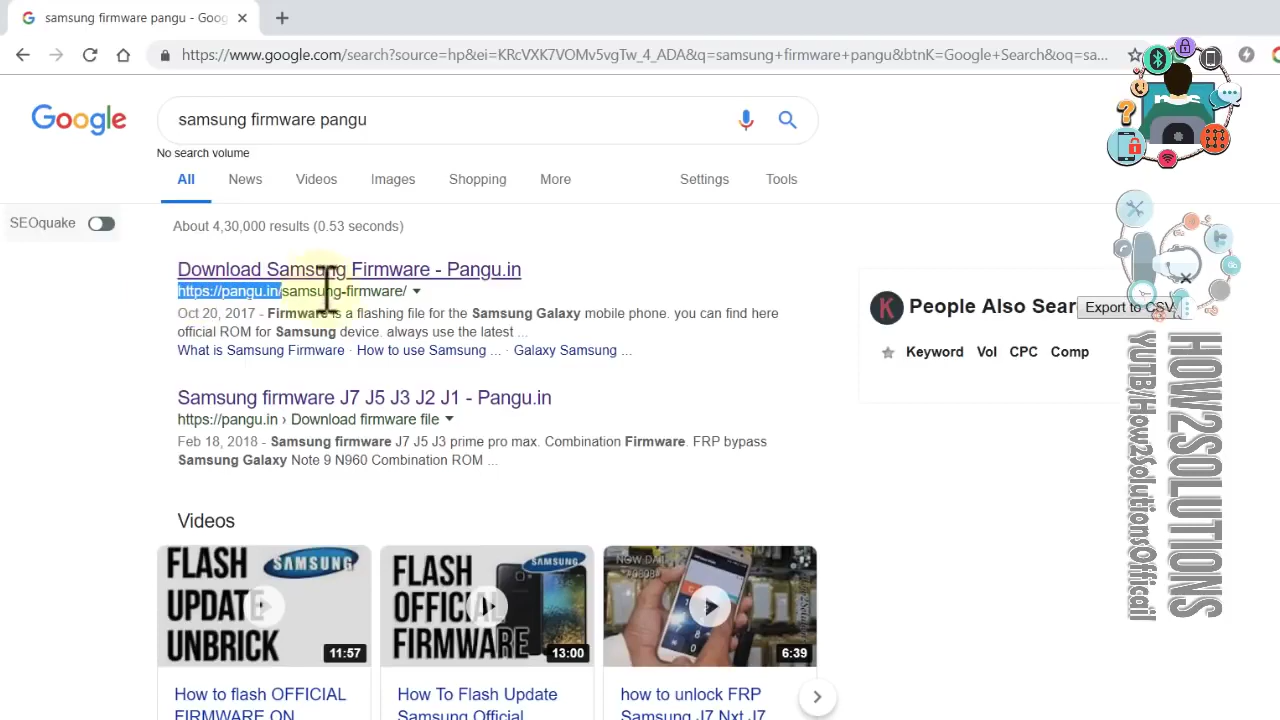 samsung firmware pangu - Goog
https://www.google.com/search?source=hp&ei=KRcVXK7VOMv5vgTw_4_ADA&q=samsung+firmware+pangu&btnK=Google+Search&oq=sa...
Google
samsung firmware pangu
No search volume
All News Videos Images Shopping More Settings Tools
SEOquake
About 4,30,000 results (0.53 seconds)
Download Samsung Firmware - Pangu.in
https://pangu.in/samsung-firmware/
Oct 20, 2017 - Firmware is a flashing file for the Samsung Galaxy mobile phone. you can find here
official ROM for Samsung device. always use the latest ...
What is Samsung Firmware · How to use Samsung ... · Galaxy Samsung ...
Samsung firmware J7 J5 J3 J2 J1 - Pangu.in
https://pangu.in › Download firmware file
Feb 18, 2018 - Samsung firmware J7 J5 J3 prime pro max. Combination Firmware. FRP bypass
Samsung Galaxy Note 9 N960 Combination ROM ...
K People Also Sear
Export to CSV
Keyword Vol CPC Comp
HOW2SOLUTIONS
YUTB/How2SolutionsOfficail
Videos
FLASH
UPDATE
UNBRICK
SAMSUNG
11:57
FLASH
OFFICIAL
FIRMWARE
SAMSUNG
13:00
6:39
How to flash OFFICIAL
FIRMWARE ON
How To Flash Update
Samsung Official
how to unlock FRP
Samsung J7 Nxt J7